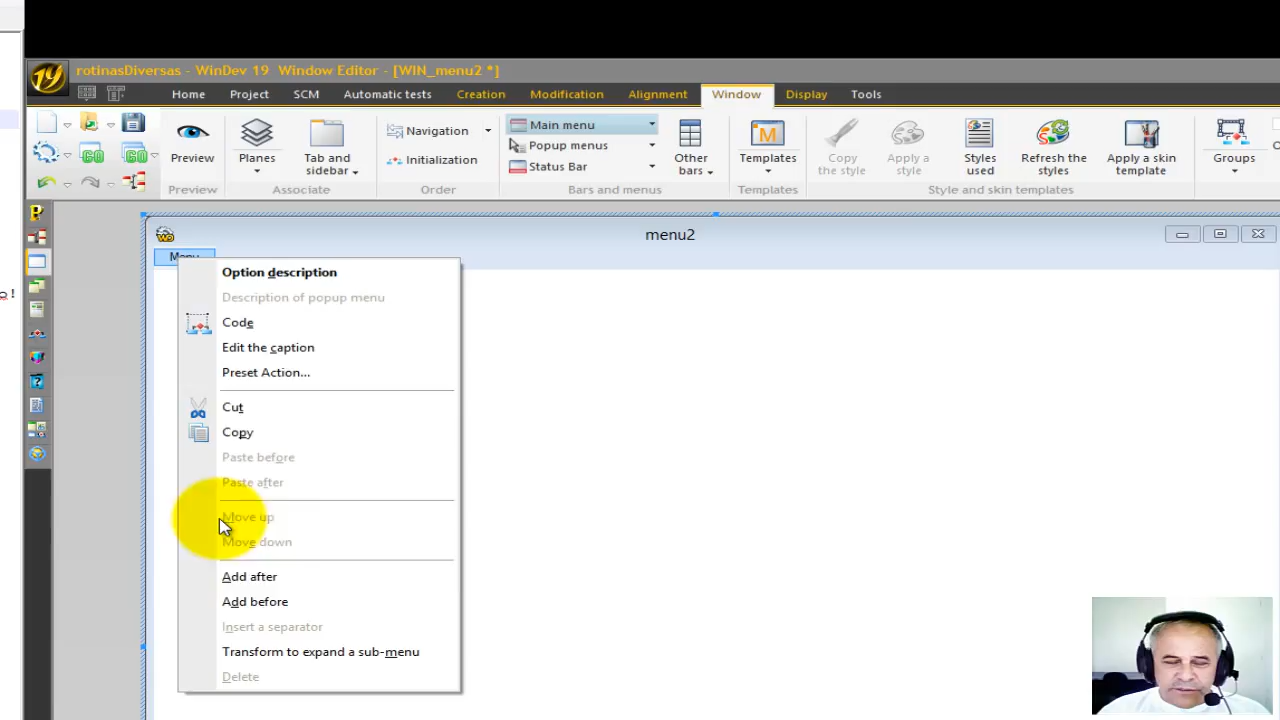 19
rotinasDiversas - WinDev 19 Window Editor - [WIN_menu2 *]
Home Project SCM Automatic tests Creation Modification Alignment Window Display Tools
Preview
Planes
Tab and sidebar
Navigation
Initialization
Main menu
Popup menus
Status Bar
Other bars
Templates
Copy the style
Apply a style
Styles used
Refresh the styles
Apply a skin template
Groups
Preview Associate Order Bars and menus Templates Style and skin templates
menu2
o!
Menu
Option description
Description of popup menu
Code
Edit the caption
Preset Action...
Cut
Copy
Paste before
Paste after
Move up
Move down
Add after
Add before
Insert a separator
Transform to expand a sub-menu
Delete